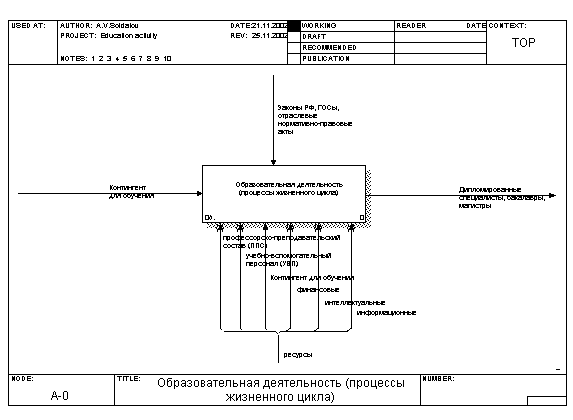 USED AT:
AUTHOR: A.V.Soldatov
DATE:21.11.2002
WORKING
READER
DATE
CONTEXT:
PROJECT: Education activity
REV: 25.11.2002
DRAFT
TOP
RECOMMENDED
NOTES: 1 2 3 4 5 6 7 8 9 10
PUBLICATION
Законы РФ, ГОСы,
отраслевые
нормативно-правовые
акты
Контингент
для обучения
Образовательная деятельность
(процессы жизненного цикла)
0р.
0
Дипломированные
специалисты, бакалавры,
магистры
профессорско-преподавательский
состав (ППС)
учебно-вспомогательный
персонал (УВП)
Контингент для обучения
финансовые
интеллектуальные
информационные
ресурсы
NODE:
A-0
TITLE:
Образовательная деятельность (процессы
жизненного цикла)
NUMBER: